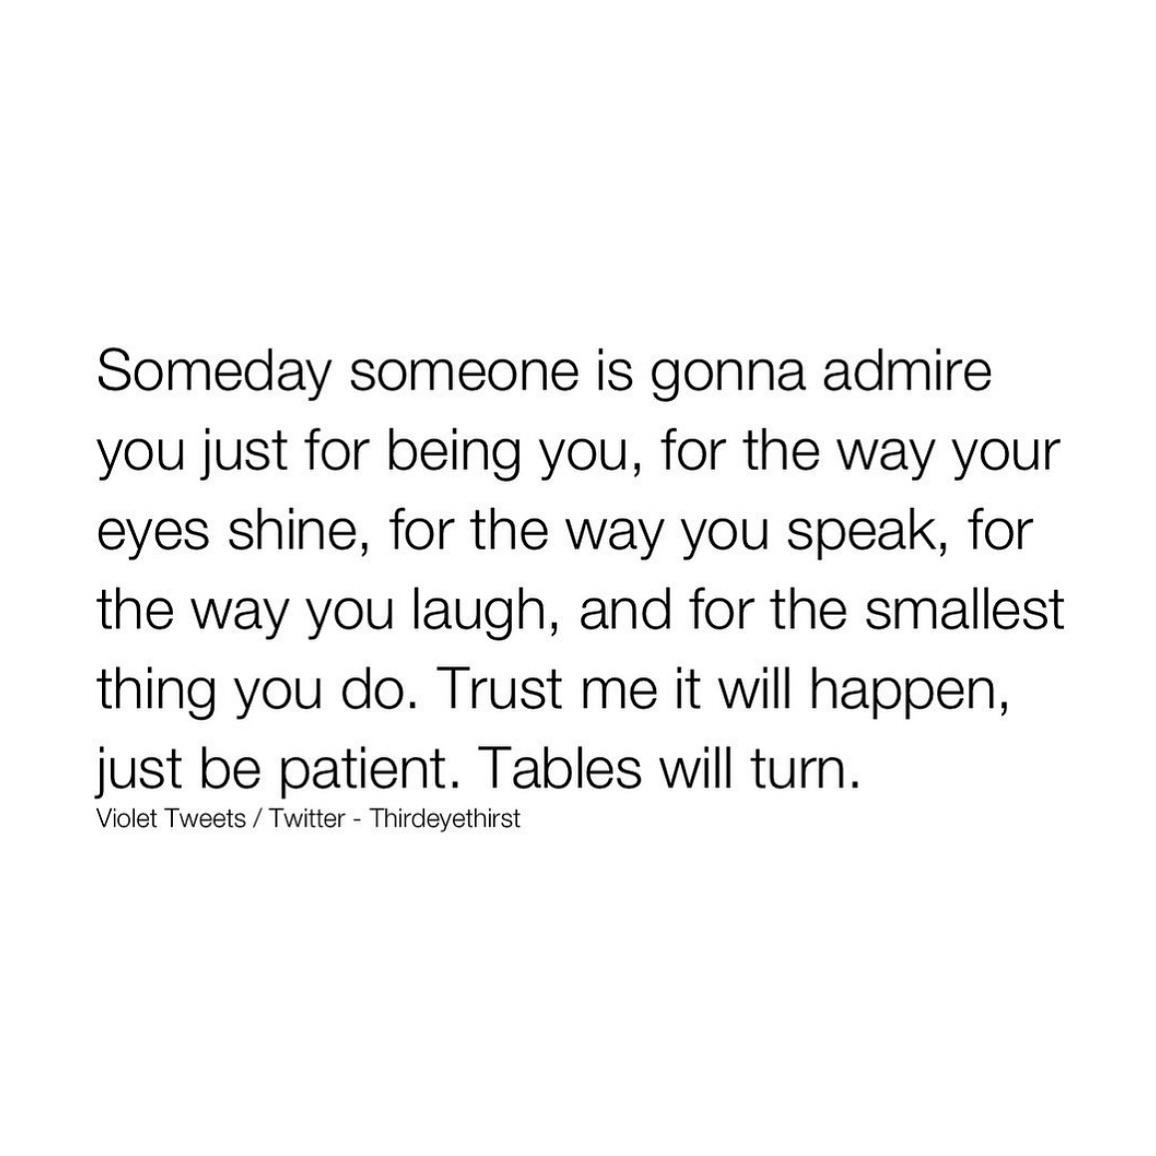 Someday someone is gonna admire
you just for being you, for the way your
eyes shine, for the way you speak, for
the way you laugh, and for the smallest
thing you do. Trust me it will happen,
just be patient. Tables will turn.
Violet Tweets / Twitter - Thirdeyethirst